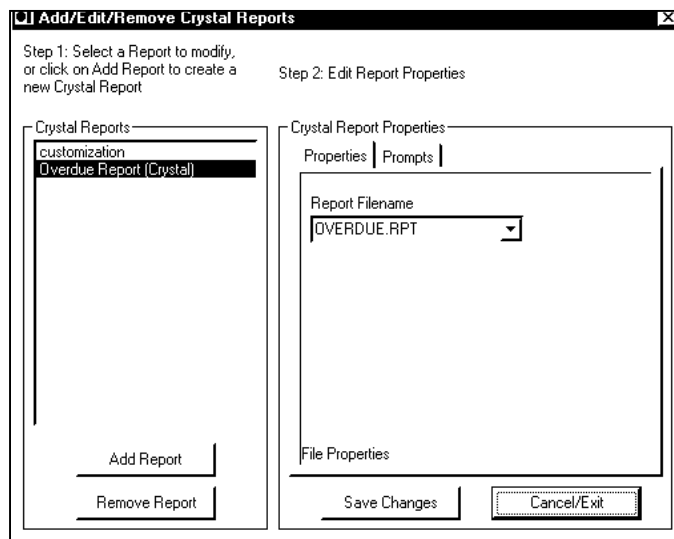 Add/Edit/Remove Crystal Reports
Step 1: Select a Report to modify,
or click on Add Report to create a
new Crystal Report
Step 2: Edit Report Properties
Crystal Reports
customization
Overdue Report (Crystal)
Add Report
Remove Report
Crystal Report Properties
Properties
Prompts
Report Filename
OVERDUE.RPT
File Properties
Save Changes
Cancel/Exit